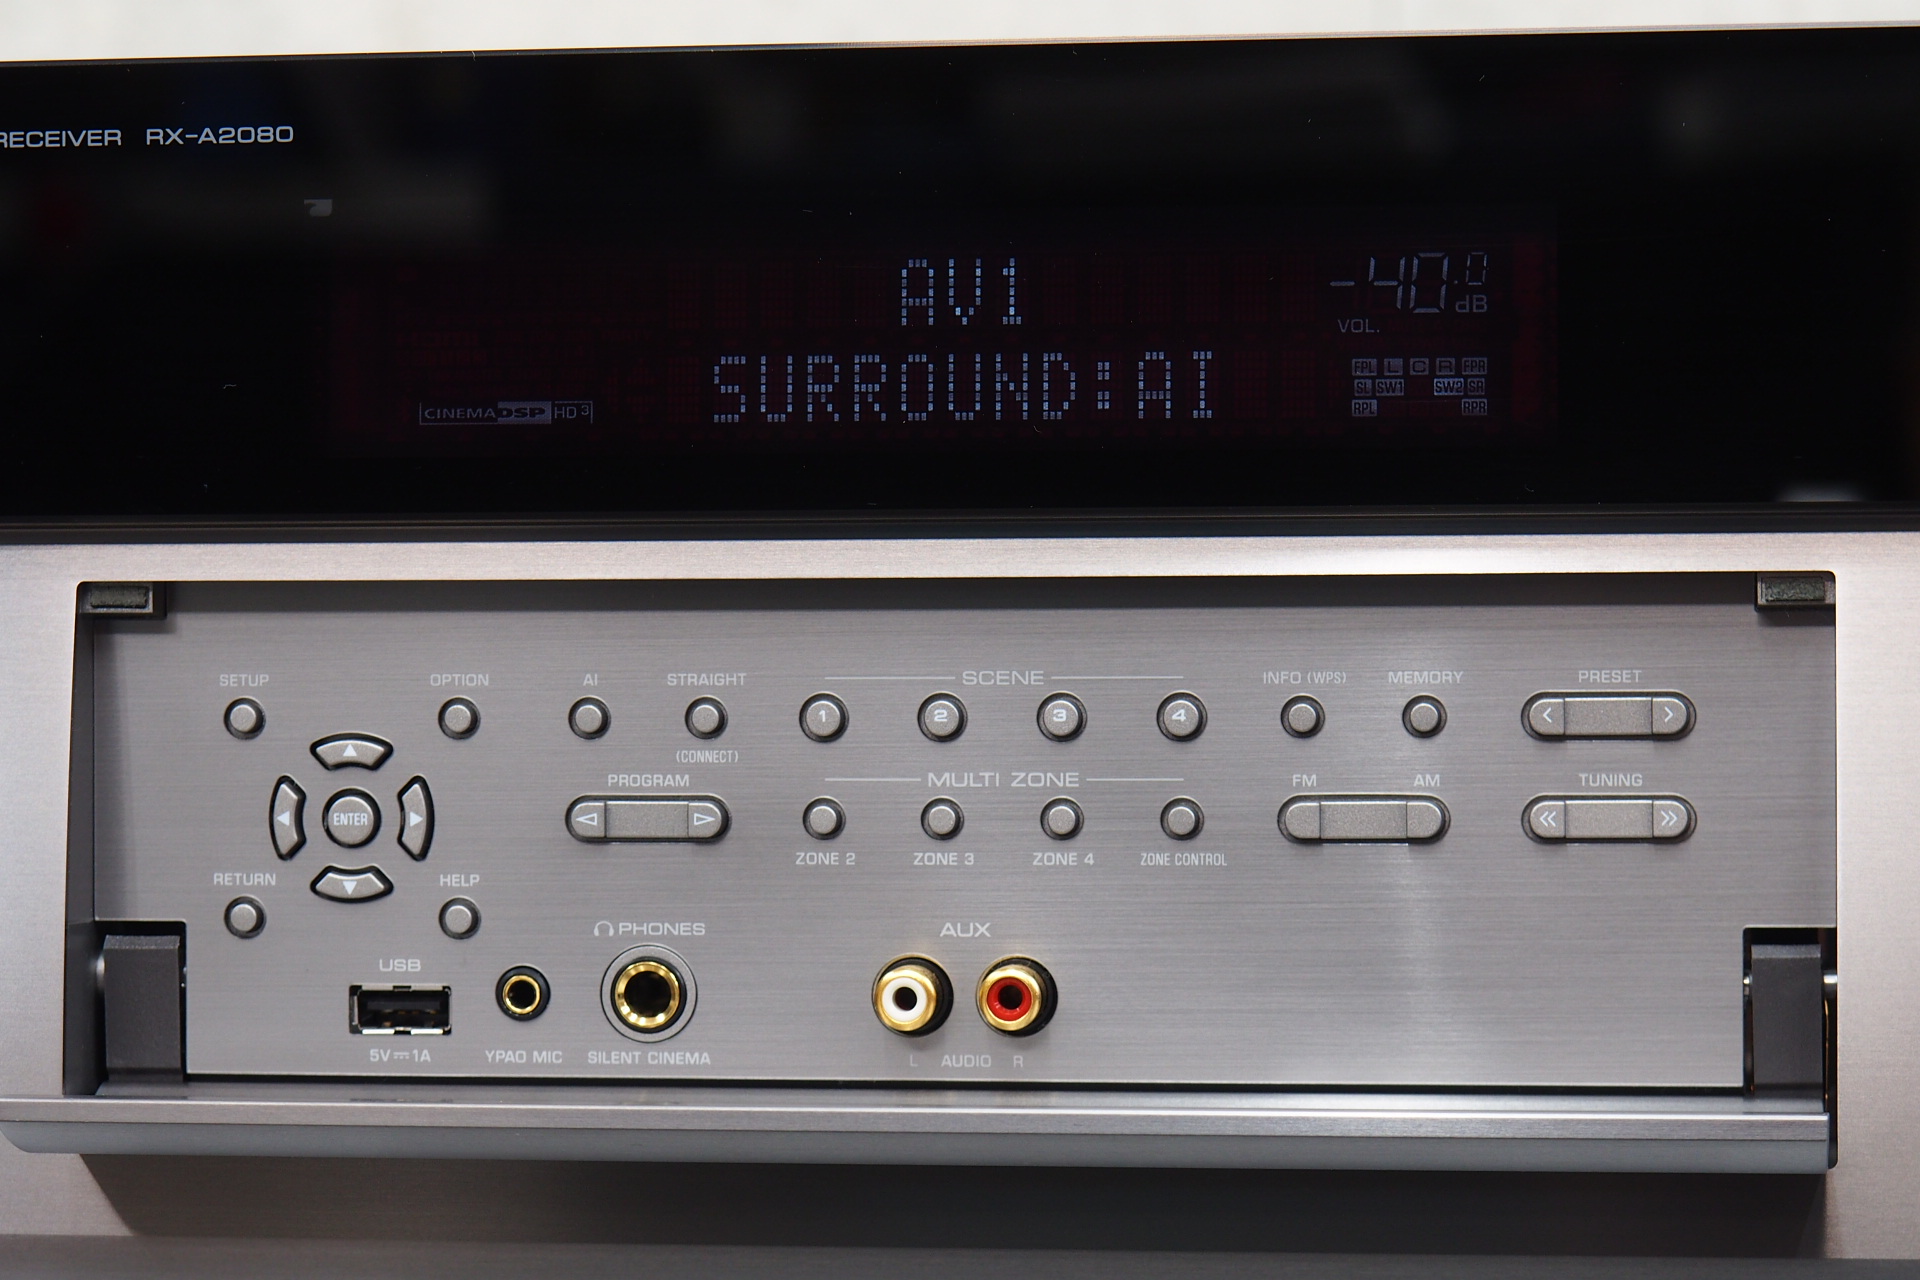 RECEIVER RX-A2080
AV1
-40.0 dB
VOL.
SURROUND:AI
CINEMA DSP HD 3
FPL L C R FPR
SL SW1 SW2 SR
RPL RPR
SETUP OPTION AI STRAIGHT SCENE INFO (WPS) MEMORY PRESET
1 2 3 4 < >
(CONNECT)
PROGRAM MULTI ZONE FM AM TUNING
ENTER
ZONE 2 ZONE 3 ZONE 4 ZONE CONTROL
RETURN HELP
PHONES AUX
USB
5V 1A YPAO MIC SILENT CINEMA L AUDIO R